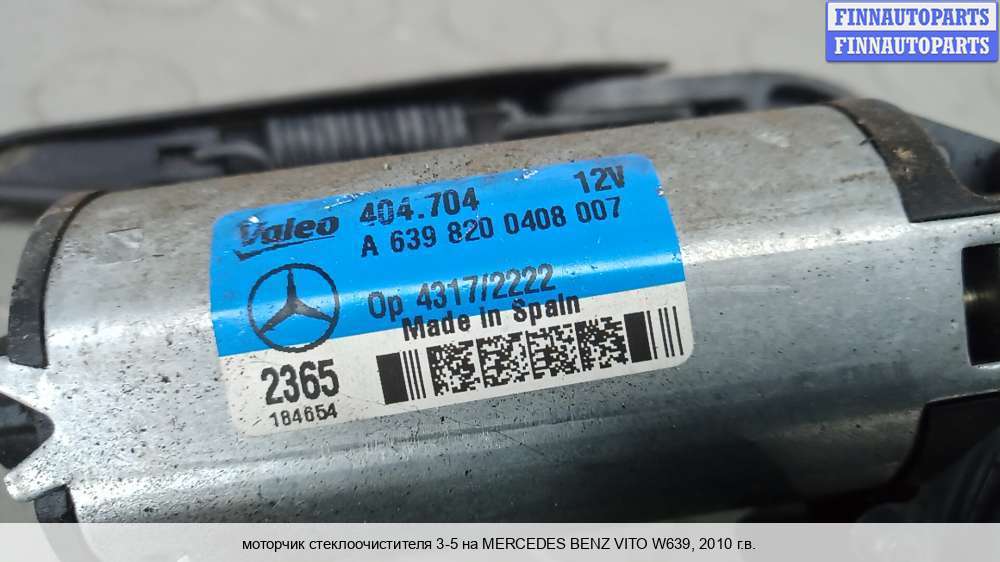 FINNAUTOPARTS
FINNAUTOPARTS
Valeo 404.704 12V
A 639 820 0408 007
Op 4317/2222
Made in Spain
2365
184654
моторчик стеклоочистителя 3-5 на MERCEDES BENZ VITO W639, 2010 г.в.